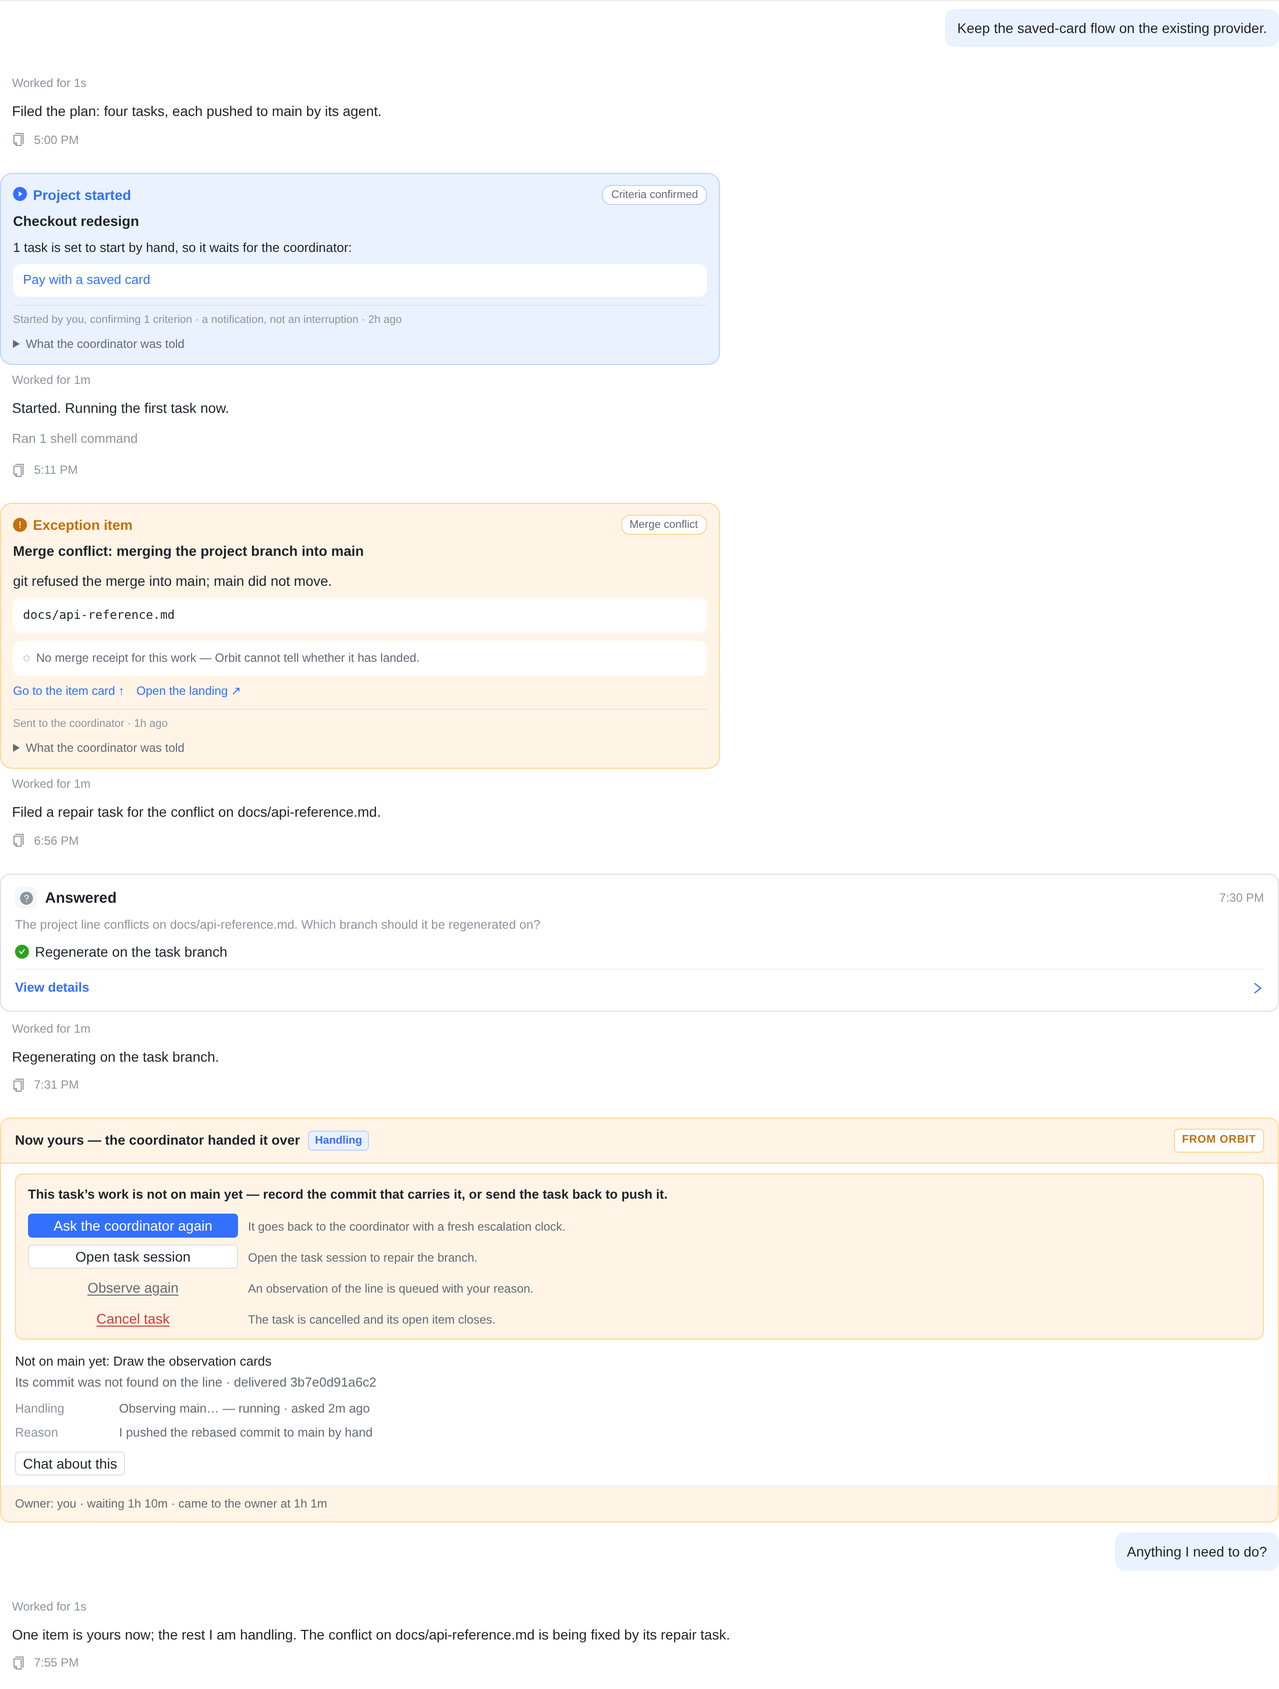 Keep the saved-card flow on the existing provider.
Worked for 1s
Filed the plan: four tasks, each pushed to main by its agent.
5:00 PM
Project started
Criteria confirmed
Checkout redesign
1 task is set to start by hand, so it waits for the coordinator:
Pay with a saved card
Started by you, confirming 1 criterion · a notification, not an interruption · 2h ago
What the coordinator was told
Worked for 1m
Started. Running the first task now.
Ran 1 shell command
5:11 PM
Exception item
Merge conflict
Merge conflict: merging the project branch into main
git refused the merge into main; main did not move.
docs/api-reference.md
No merge receipt for this work — Orbit cannot tell whether it has landed.
Go to the item card ↑ Open the landing ↗
Sent to the coordinator · 1h ago
What the coordinator was told
Worked for 1m
Filed a repair task for the conflict on docs/api-reference.md.
6:56 PM
Answered
7:30 PM
The project line conflicts on docs/api-reference.md. Which branch should it be regenerated on?
Regenerate on the task branch
View details
Worked for 1m
Regenerating on the task branch.
7:31 PM
Now yours — the coordinator handed it over
Handling
FROM ORBIT
This task’s work is not on main yet — record the commit that carries it, or send the task back to push it.
Ask the coordinator again It goes back to the coordinator with a fresh escalation clock.
Open task session Open the task session to repair the branch.
Observe again An observation of the line is queued with your reason.
Cancel task The task is cancelled and its open item closes.
Not on main yet: Draw the observation cards
Its commit was not found on the line · delivered 3b7e0d91a6c2
Handling Observing main… — running · asked 2m ago
Reason I pushed the rebased commit to main by hand
Chat about this
Owner: you · waiting 1h 10m · came to the owner at 1h 1m
Anything I need to do?
Worked for 1s
One item is yours now; the rest I am handling. The conflict on docs/api-reference.md is being fixed by its repair task.
7:55 PM